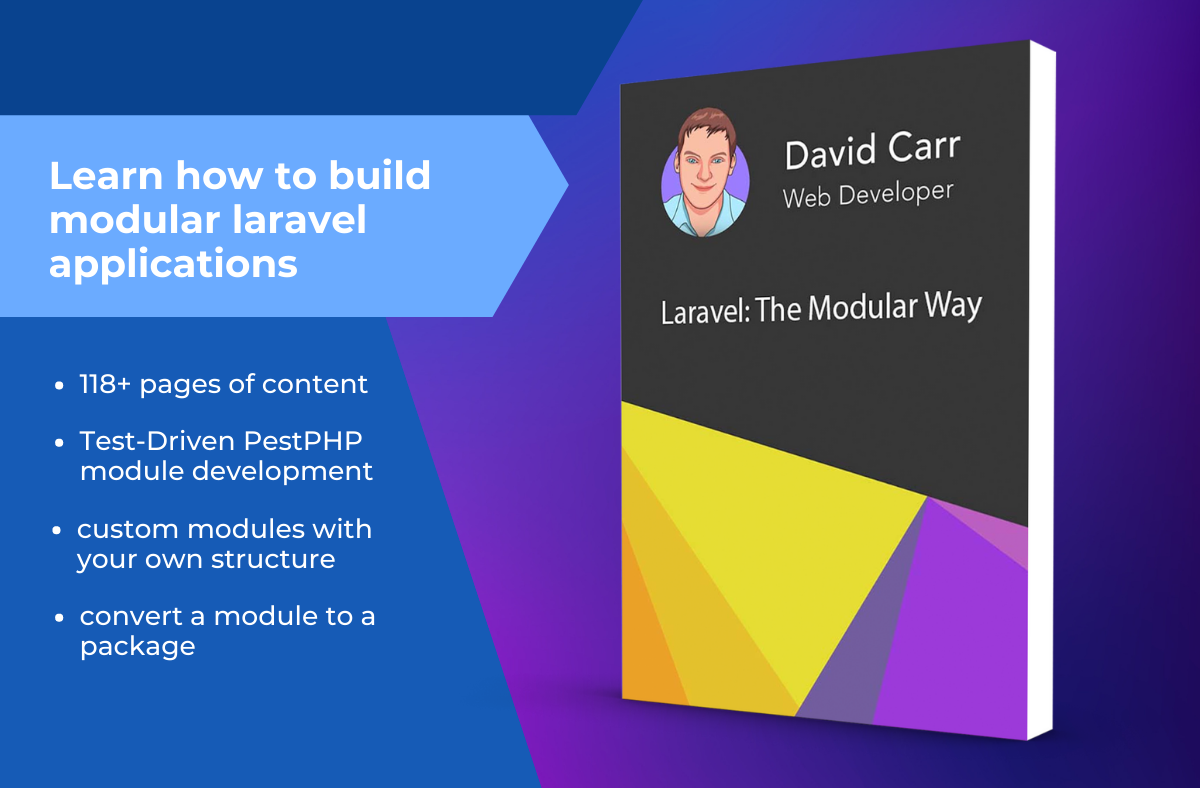 Learn how to build
modular laravel
applications
118+ pages of content
Test-Driven PestPHP
module development
custom modules with
your own structure
convert a module to a
package
David Carr
Web Developer
Laravel: The Modular Way